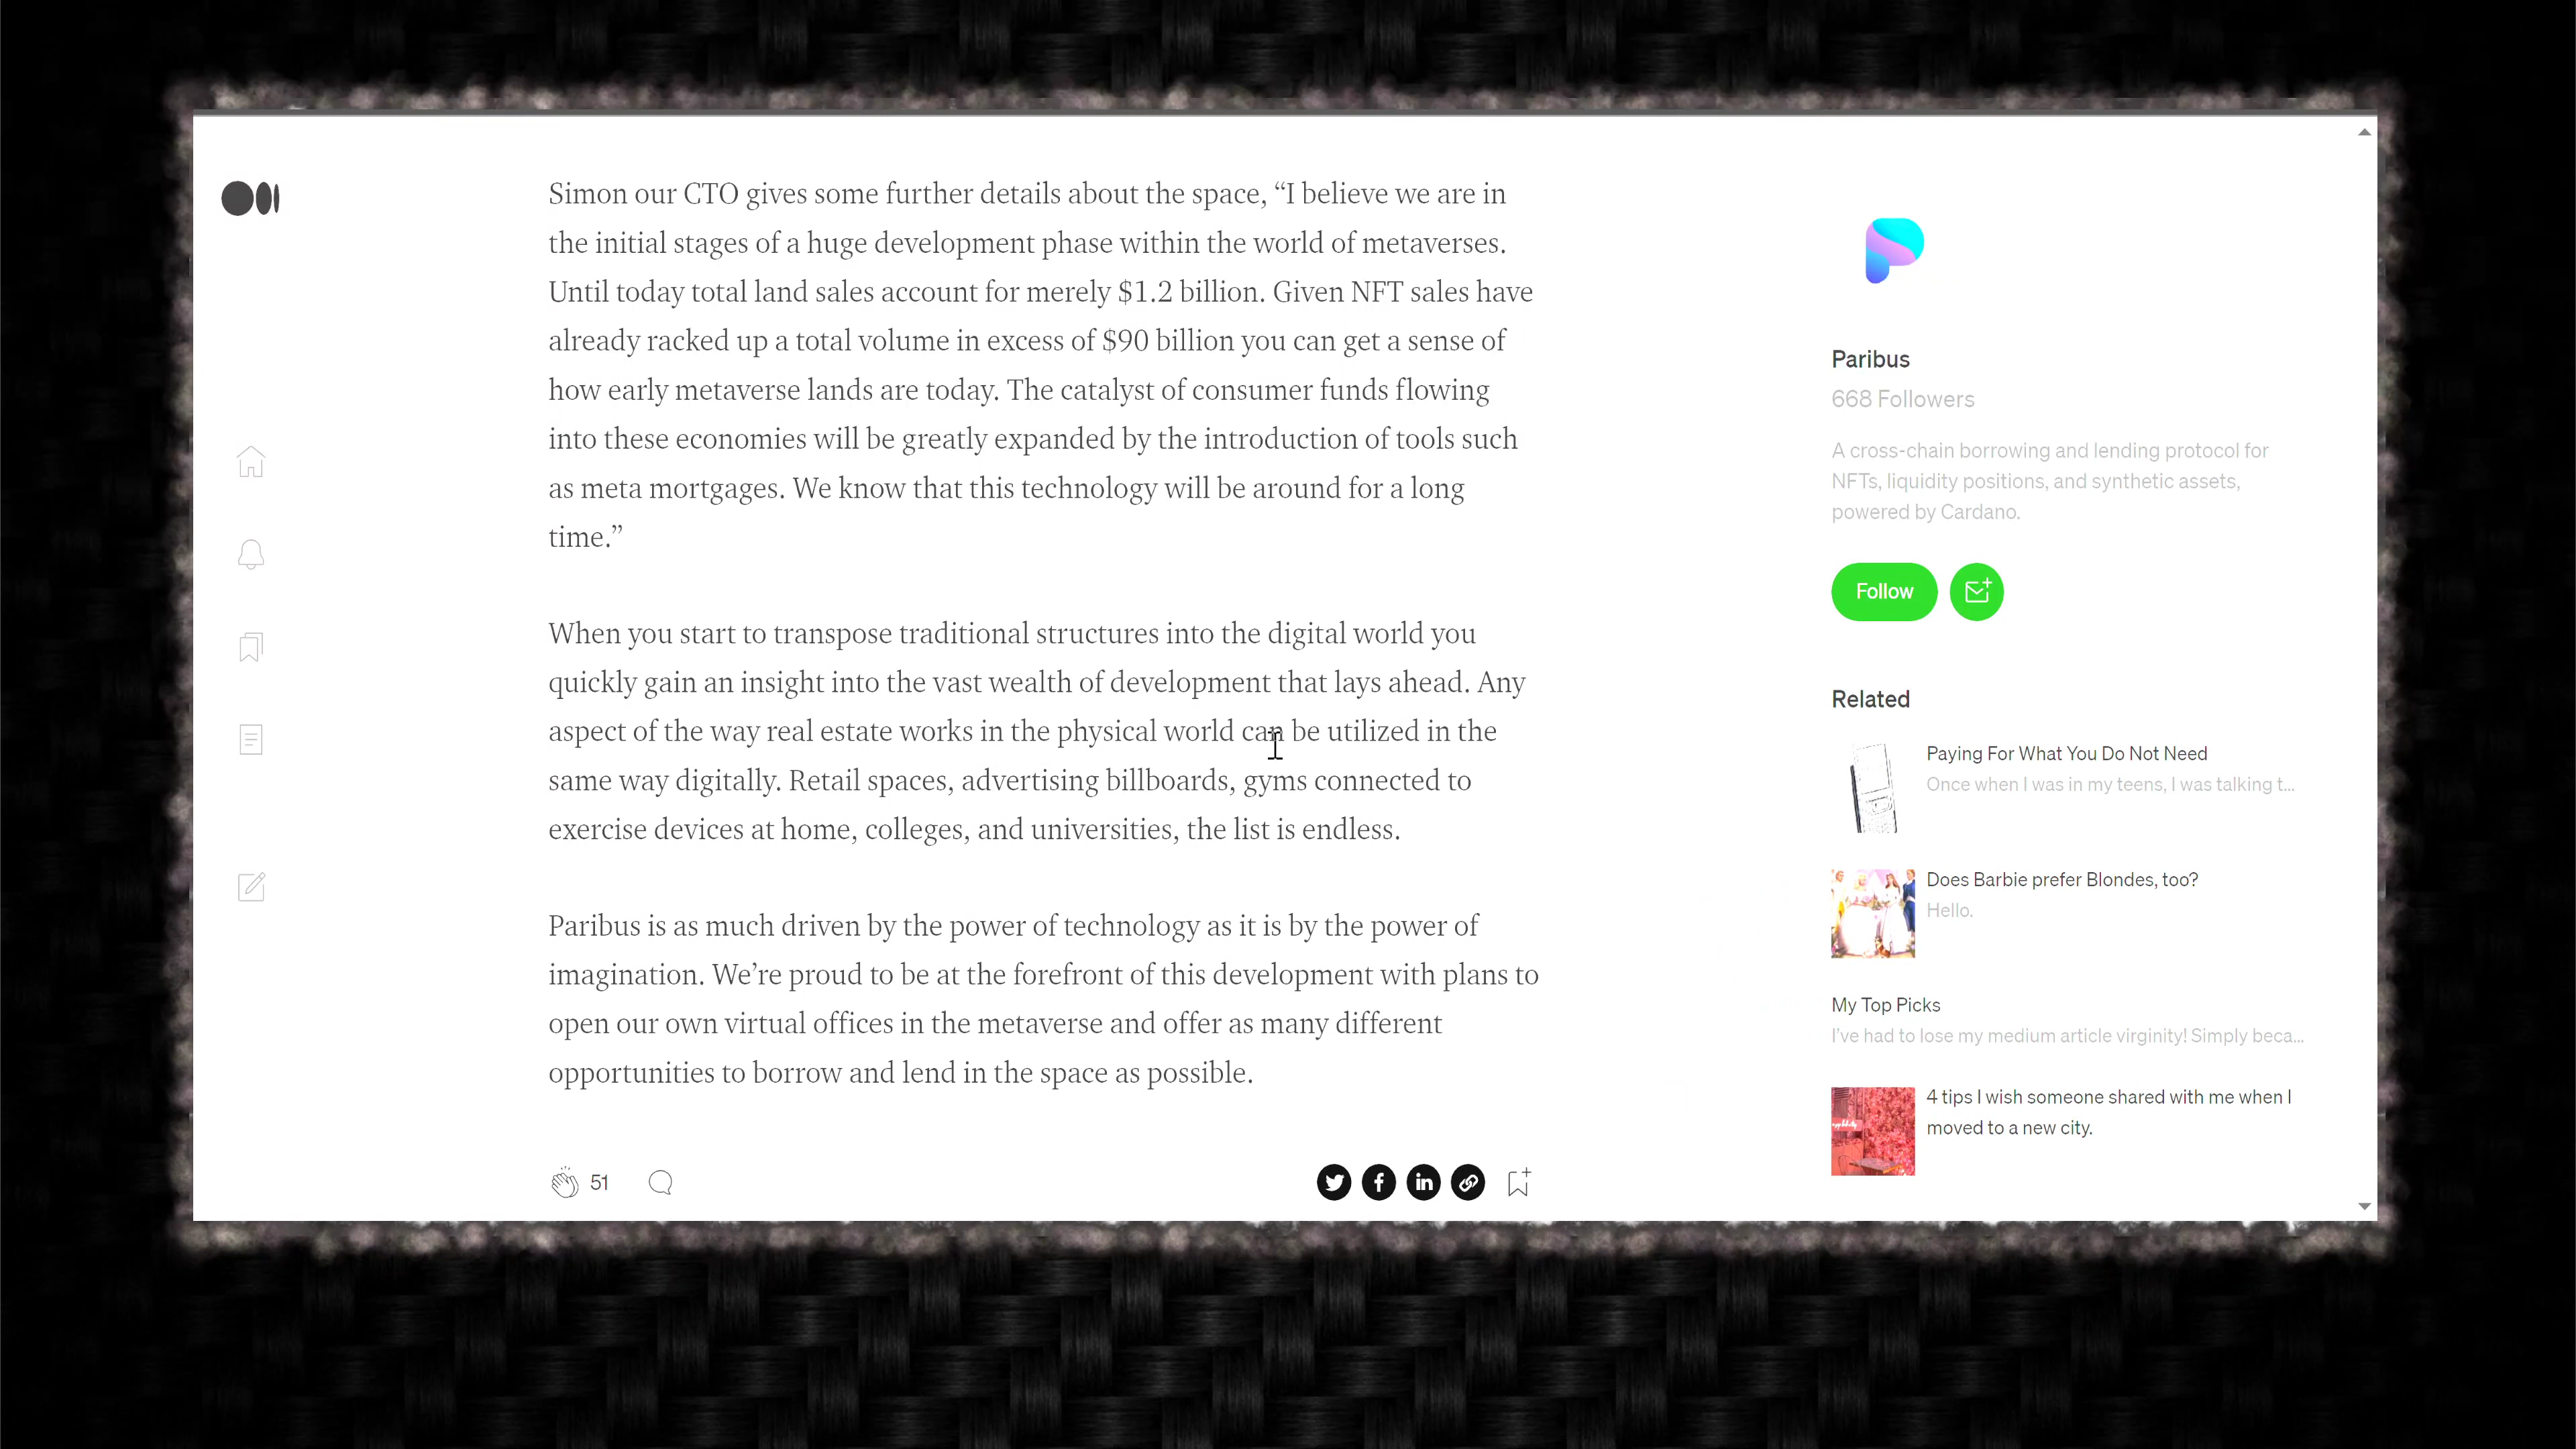 Simon our CTO gives some further details about the space, “I believe we are in
the initial stages of a huge development phase within the world of metaverses.
Until today total land sales account for merely $1.2 billion. Given NFT sales have
already racked up a total volume in excess of $90 billion you can get a sense of
how early metaverse lands are today. The catalyst of consumer funds flowing
into these economies will be greatly expanded by the introduction of tools such
as meta mortgages. We know that this technology will be around for a long
time.”
When you start to transpose traditional structures into the digital world you
quickly gain an insight into the vast wealth of development that lays ahead. Any
aspect of the way real estate works in the physical world can be utilized in the
same way digitally. Retail spaces, advertising billboards, gyms connected to
exercise devices at home, colleges, and universities, the list is endless.
Paribus is as much driven by the power of technology as it is by the power of
imagination. We’re proud to be at the forefront of this development with plans to
open our own virtual offices in the metaverse and offer as many different
opportunities to borrow and lend in the space as possible.
51
Paribus
668 Followers
A cross-chain borrowing and lending protocol for
NFTs, liquidity positions, and synthetic assets,
powered by Cardano.
Follow
Related
Paying For What You Do Not Need
Once when I was in my teens, I was talking t...
Does Barbie prefer Blondes, too?
Hello.
My Top Picks
I’ve had to lose my medium article virginity! Simply beca...
4 tips I wish someone shared with me when I
moved to a new city.